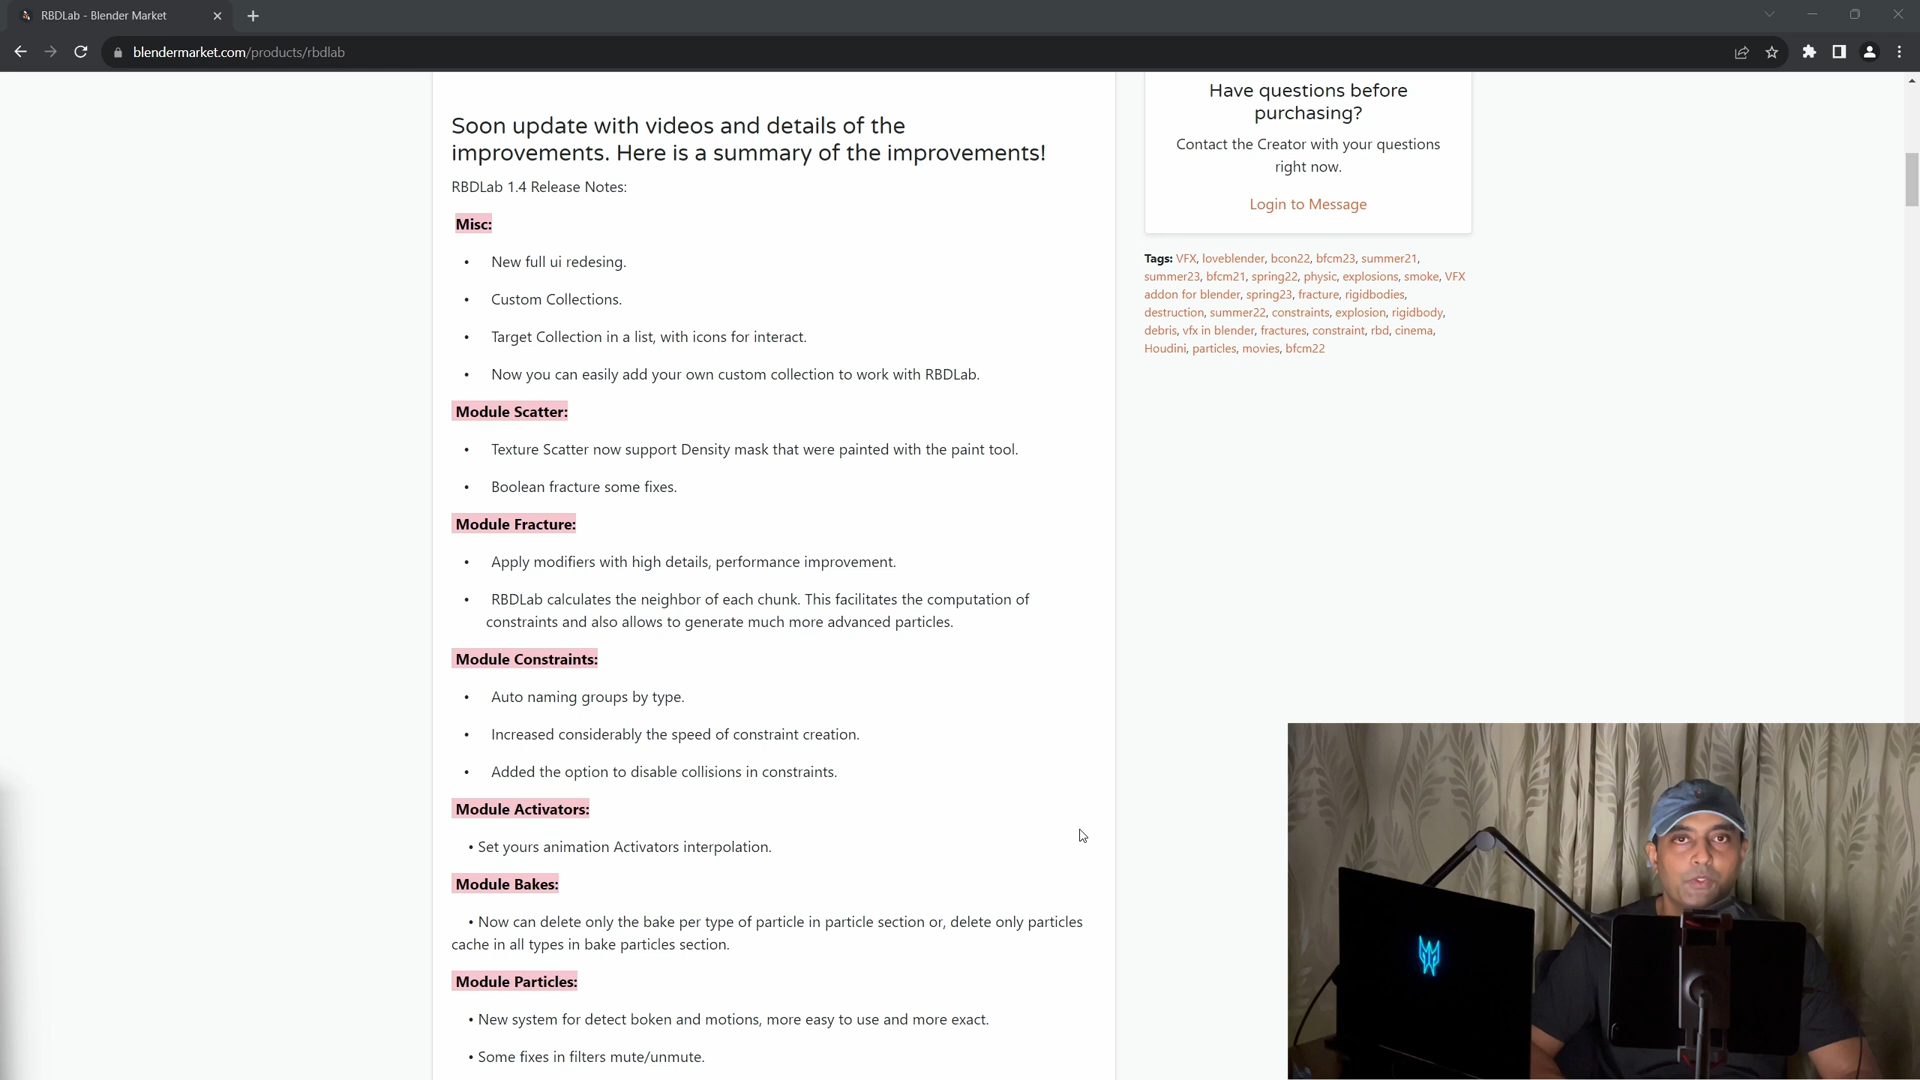 RBDLab - Blender Market
blendermarket.com/products/rbdlab
Soon update with videos and details of the
improvements. Here is a summary of the improvements!
RBDLab 1.4 Release Notes:
Misc:
• New full ui redesing.
• Custom Collections.
• Target Collection in a list, with icons for interact.
• Now you can easily add your own custom collection to work with RBDLab.
Module Scatter:
• Texture Scatter now support Density mask that were painted with the paint tool.
• Boolean fracture some fixes.
Module Fracture:
• Apply modifiers with high details, performance improvement.
• RBDLab calculates the neighbor of each chunk. This facilitates the computation of
constraints and also allows to generate much more advanced particles.
Module Constraints:
• Auto naming groups by type.
• Increased considerably the speed of constraint creation.
• Added the option to disable collisions in constraints.
Module Activators:
• Set yours animation Activators interpolation.
Module Bakes:
• Now can delete only the bake per type of particle in particle section or, delete only particles
cache in all types in bake particles section.
Module Particles:
• New system for detect boken and motions, more easy to use and more exact.
• Some fixes in filters mute/unmute.
Have questions before
purchasing?
Contact the Creator with your questions
right now.
Login to Message
Tags: VFX, loveblender, bcon22, bfcm23, summer21,
summer23, bfcm21, spring22, physic, explosions, smoke, VFX
addon for blender, spring23, fracture, rigidbodies,
destruction, summer22, constraints, explosion, rigidbody,
debris, vfx in blender, fractures, constraint, rbd, cinema,
Houdini, particles, movies, bfcm22